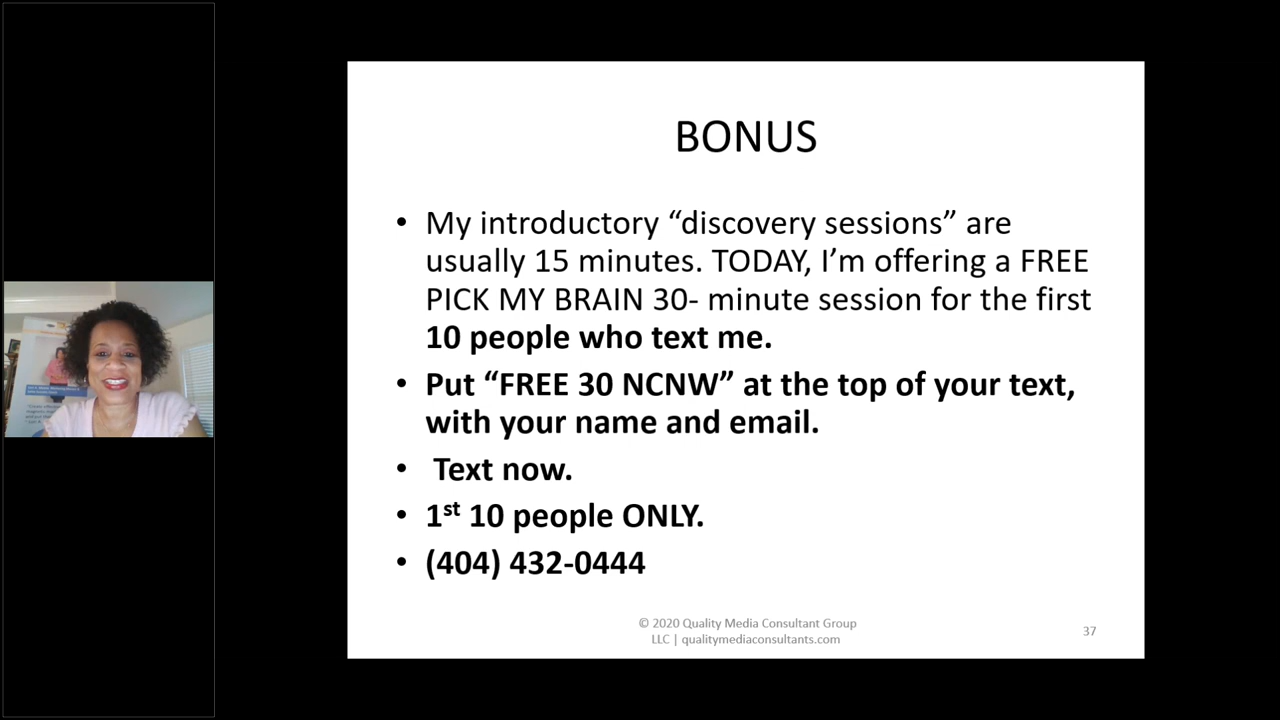 BONUS
• My introductory “discovery sessions” are
usually 15 minutes. TODAY, I’m offering a FREE
PICK MY BRAIN 30- minute session for the first
10 people who text me.
• Put “FREE 30 NCNW” at the top of your text,
with your name and email.
• Text now.
• 1st 10 people ONLY.
• (404) 432-0444
© 2020 Quality Media Consultant Group
LLC | qualitymediaconsultants.com
37